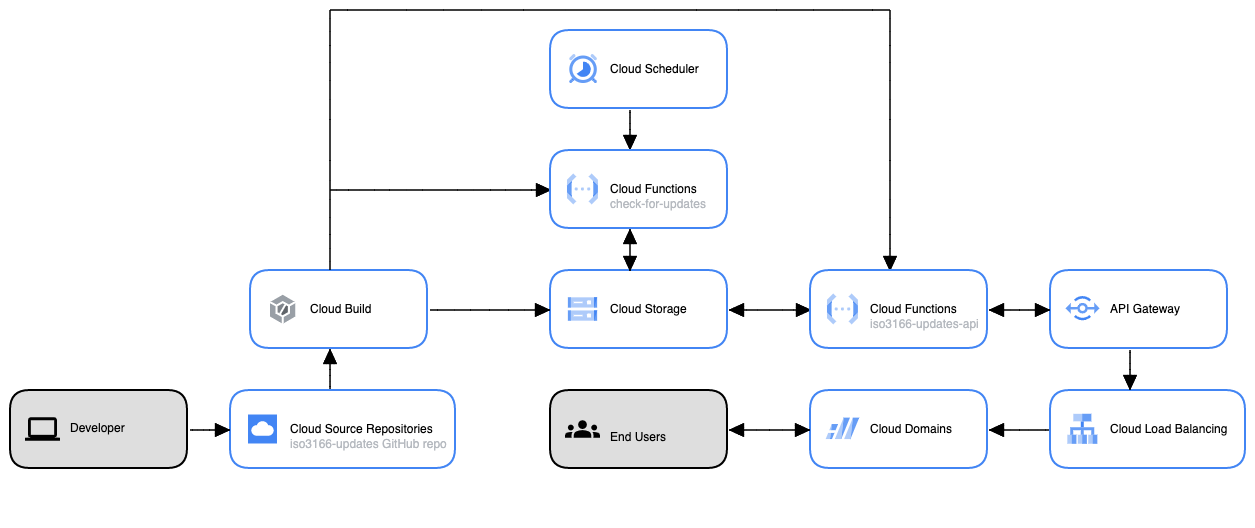 Cloud Scheduler
Cloud Functions
check-for-updates
Cloud Build
Cloud Storage
Cloud Functions
iso3166-updates-api
API Gateway
Developer
Cloud Source Repositories
iso3166-updates GitHub repo
End Users
Cloud Domains
Cloud Load Balancing